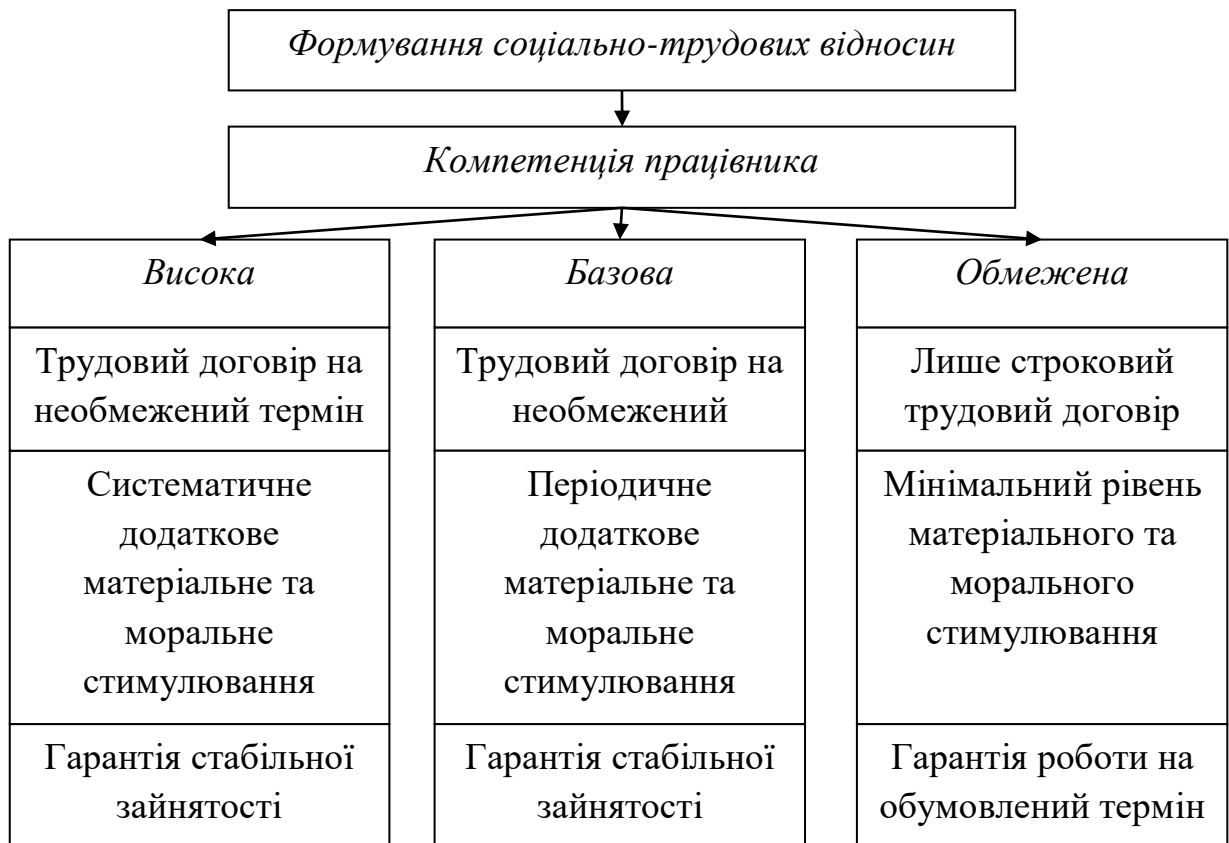 Формування соціально-трудових відносин
Компетенція працівника
Висока
Трудовий договір на
необмежений термін
Систематичне
додаткове
матеріальне та
моральне
стимулювання
Гарантія стабільної
зайнятості
Базова
Трудовий договір на
необмежений
Періодичне
додаткове
матеріальне та
моральне
стимулювання
Гарантія стабільної
зайнятості
Обмежена
Лише строковий
трудовий договір
Мінімальний рівень
матеріального та
морального
стимулювання
Гарантія роботи на
обумовлений термін